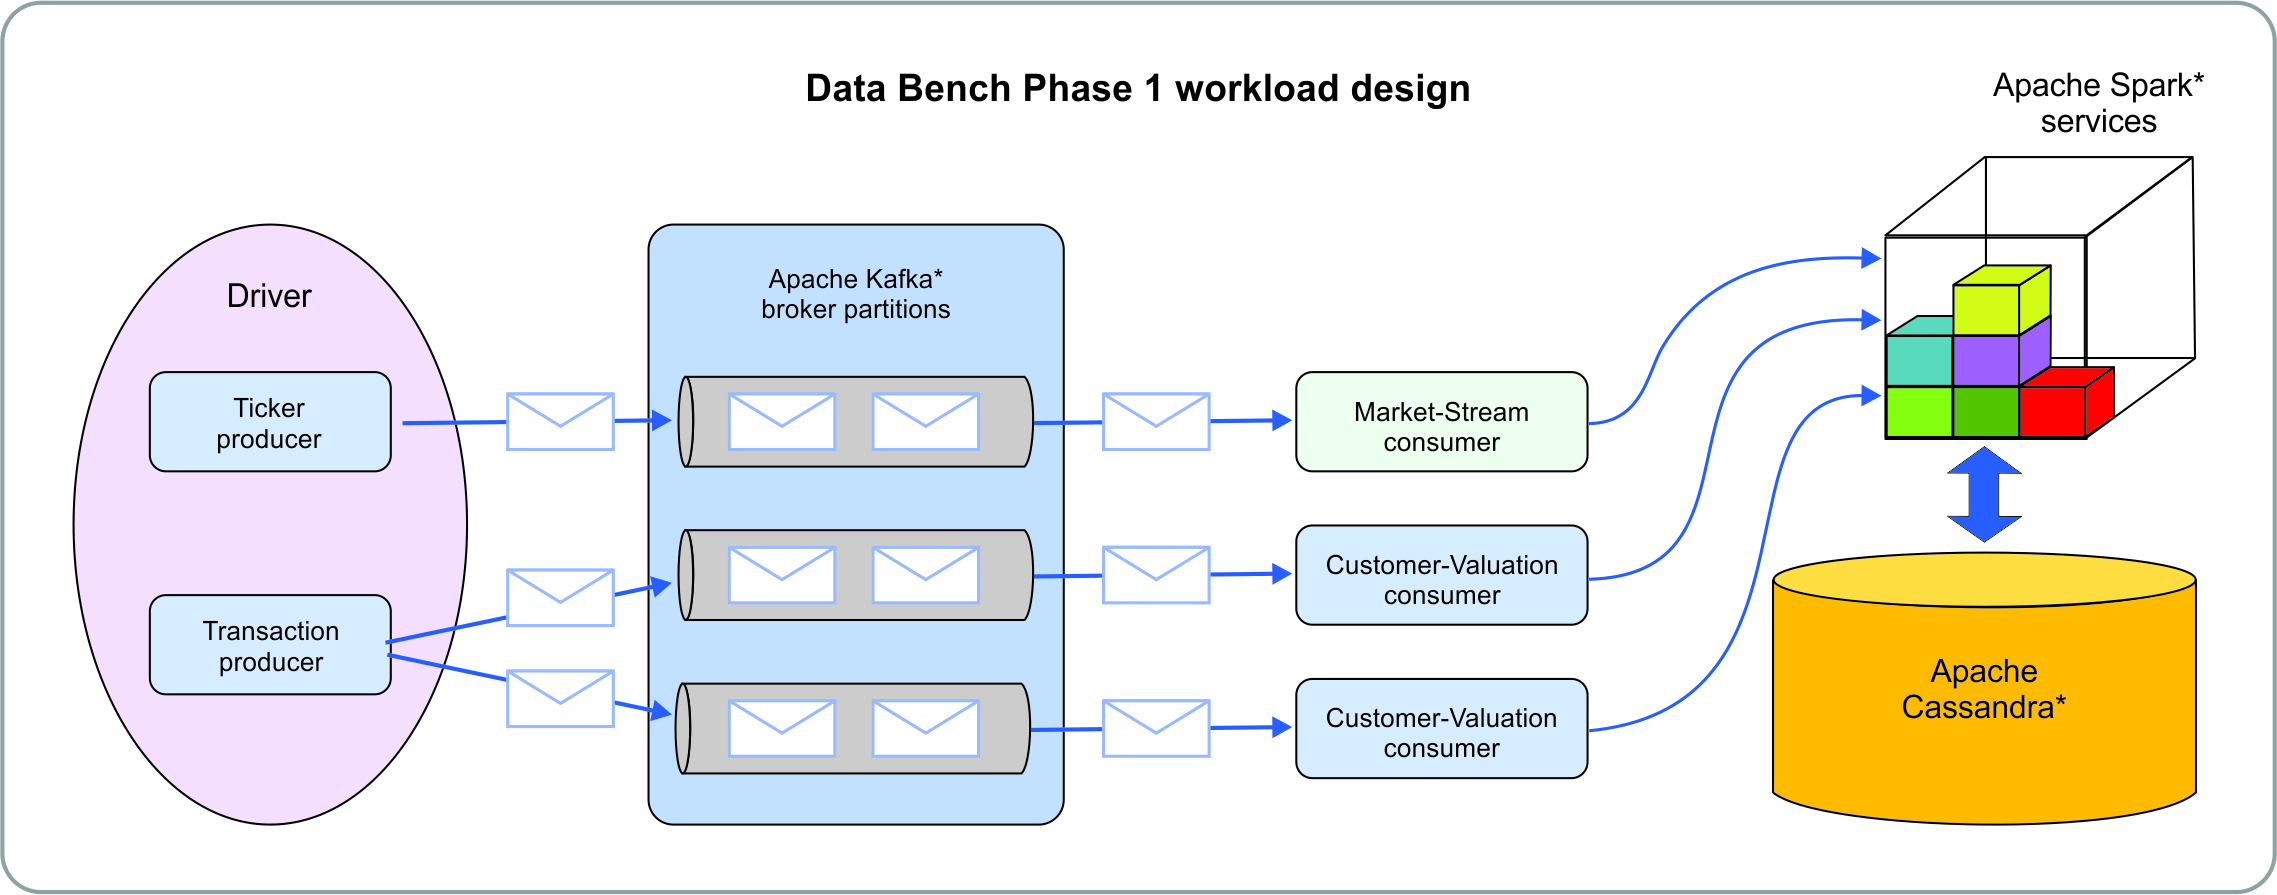 Data Bench Phase 1 workload design
Apache Spark*
services
Driver
Apache Kafka*
broker partitions
Ticker
producer
Market-Stream
consumer
Customer-Valuation
consumer
Transaction
producer
Customer-Valuation
consumer
Apache
Cassandra*